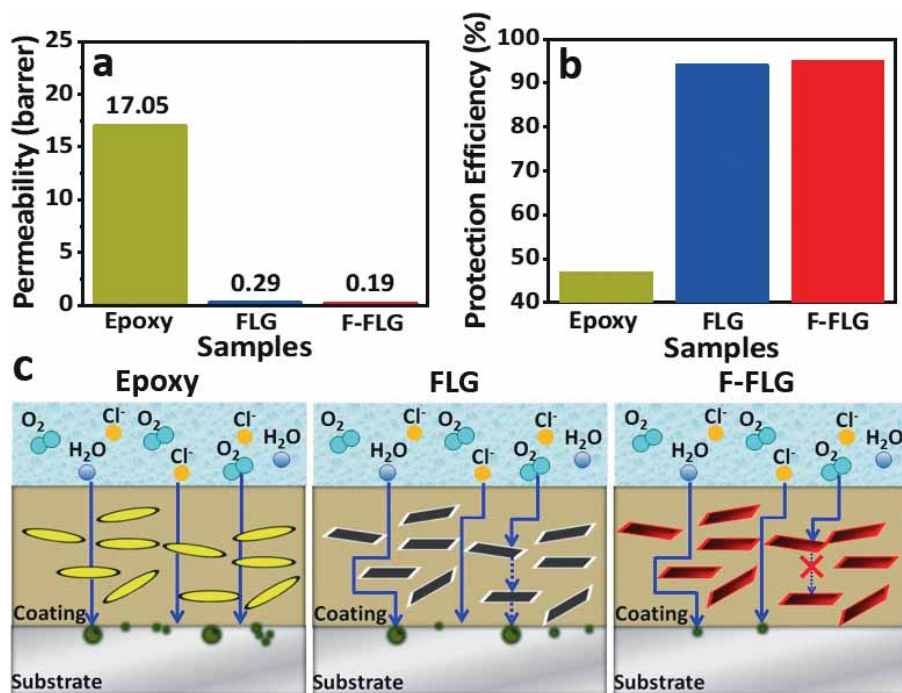 a
Permeability (barrer)
25
20
15
10
5
0
17.05
0.29
0.19
Epoxy FLG F-FLG
Samples
b
Protection Efficiency (%)
100
90
80
70
60
50
40
Epoxy FLG F-FLG
Samples
c
Epoxy
O₂ Cl⁻ O₂ Cl⁻ H₂O
H₂O Cl⁻ O₂
Coating
Substrate
FLG
O₂ Cl⁻ O₂ Cl⁻ H₂O
H₂O Cl⁻ O₂
Coating
Substrate
F-FLG
O₂ Cl⁻ O₂ Cl⁻ H₂O
H₂O Cl⁻ O₂
Coating
Substrate